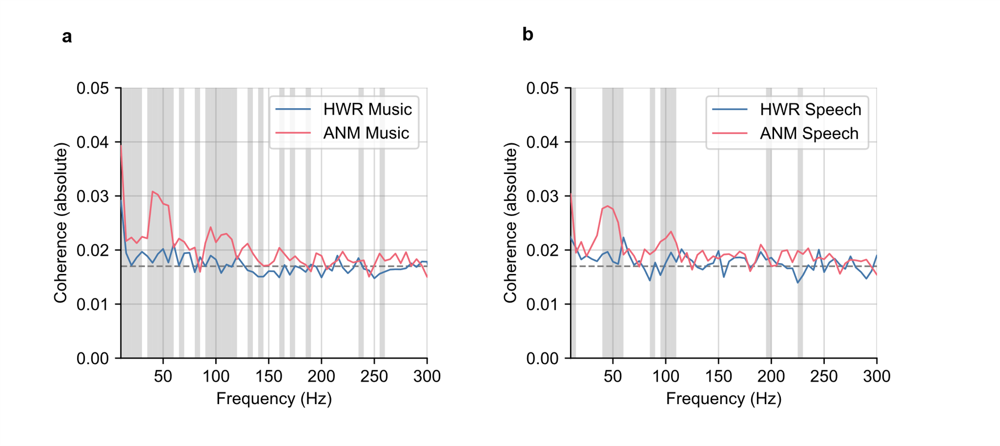 a
0.05
0.04
0.03
0.02
0.01
0.00
Coherence (absolute)
HWR Music
ANM Music
50 100 150 200 250 300
Frequency (Hz)
b
0.05
0.04
0.03
0.02
0.01
0.00
Coherence (absolute)
HWR Speech
ANM Speech
50 100 150 200 250 300
Frequency (Hz)